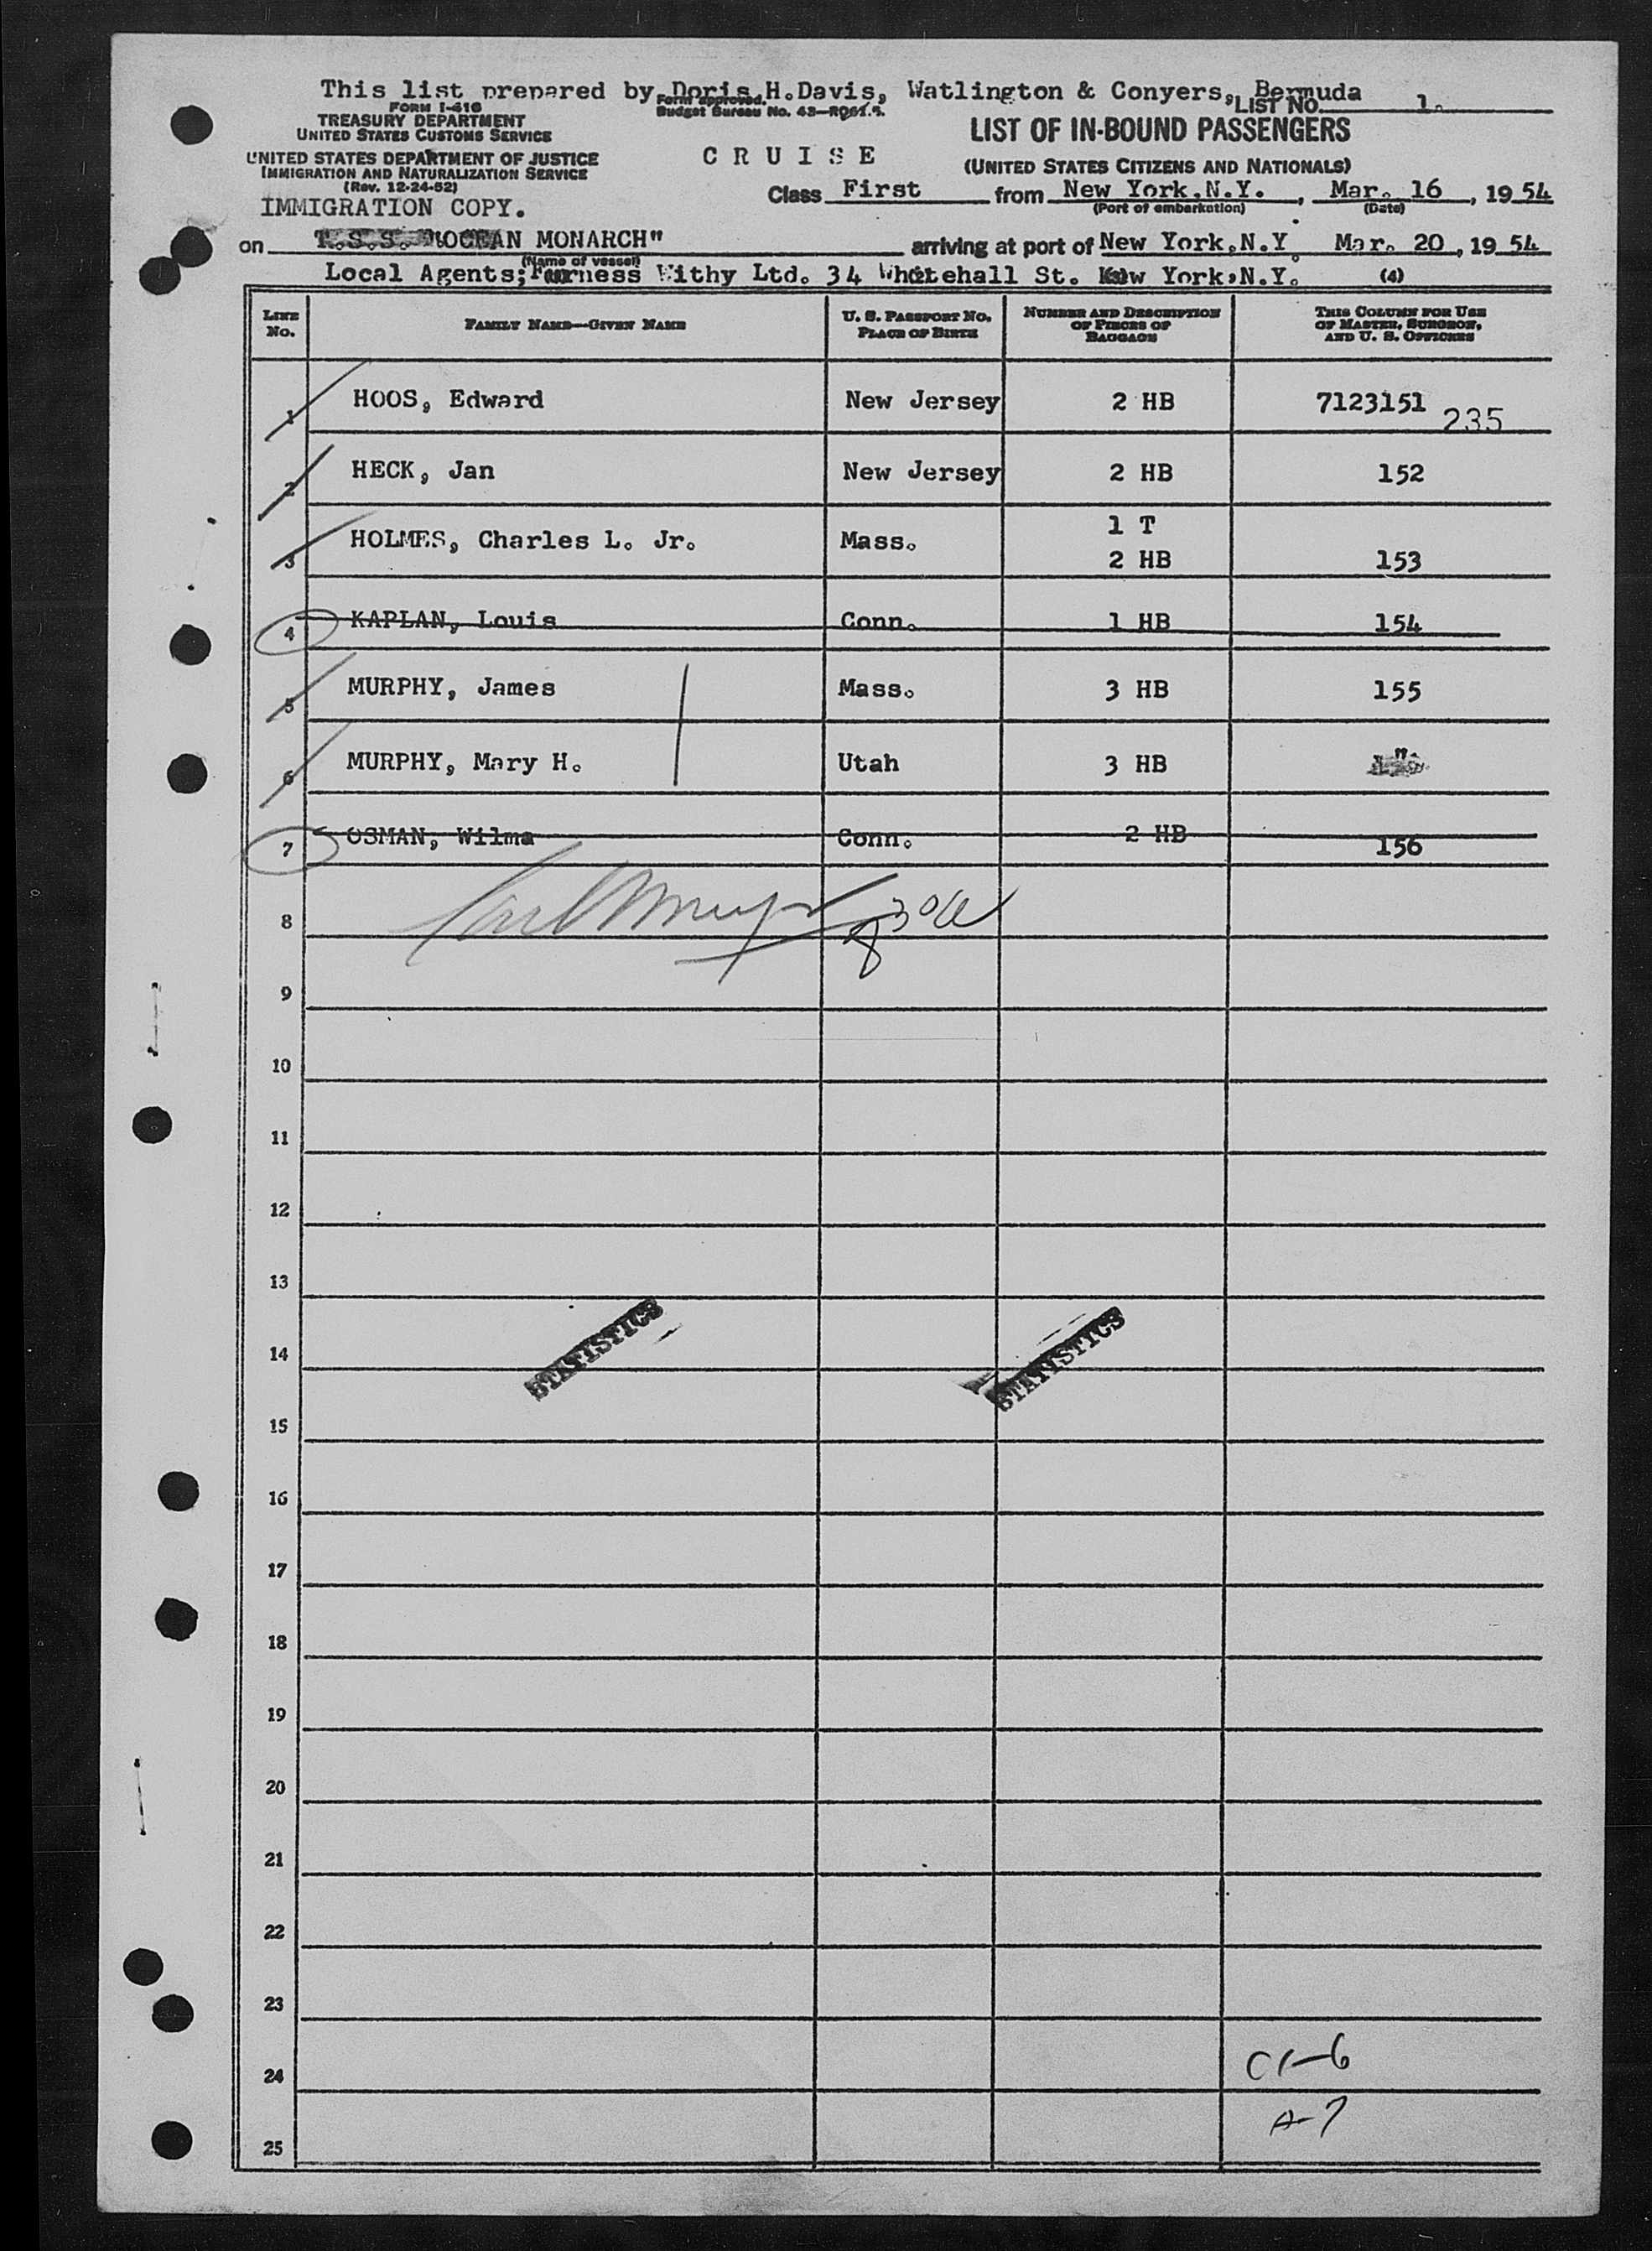 This list prepared by Doris H. Davis, Watlington & Conyers, Bermuda
Form approved.
Budget Bureau No. 43-R061.5.
LIST NO. 1.
FORM I-416
TREASURY DEPARTMENT
UNITED STATES CUSTOMS SERVICE
LIST OF IN-BOUND PASSENGERS
UNITED STATES DEPARTMENT OF JUSTICE
IMMIGRATION AND NATURALIZATION SERVICE
(Rev. 12-24-52)
CRUISE
(UNITED STATES CITIZENS AND NATIONALS)
IMMIGRATION COPY.
Class First from New York, N.Y., Mar. 16, 1954
(Port of embarkation) (Date)
on T.S.S. "OCEAN MONARCH" arriving at port of New York, N.Y. Mar. 20, 1954
(Name of vessel)
Local Agents; Furness Withy Ltd. 34 Whitehall St. New York, N.Y. (4)
LINE No. FAMILY NAME—GIVEN NAME U. S. PASSPORT NO. PLACE OF BIRTH NUMBER AND DESCRIPTION OF PIECES OF BAGGAGE THIS COLUMN FOR USE OF MASTER, SURGEON, AND U. S. OFFICERS
1 HOOS, Edward New Jersey 2 HB 7123151 235
2 HECK, Jan New Jersey 2 HB 152
3 HOLMES, Charles L. Jr. Mass. 1 T 2 HB 153
4 KAPLAN, Louis Conn. 1 HB 154
5 MURPHY, James Mass. 3 HB 155
6 MURPHY, Mary H. Utah 3 HB "
7 OSMAN, Wilma Conn. 2 HB 156
8
9
10
11
12
13
STATISTICS STATISTICS
14
15
16
17
18
19
20
21
22
23
24 C1-6
A-7
25